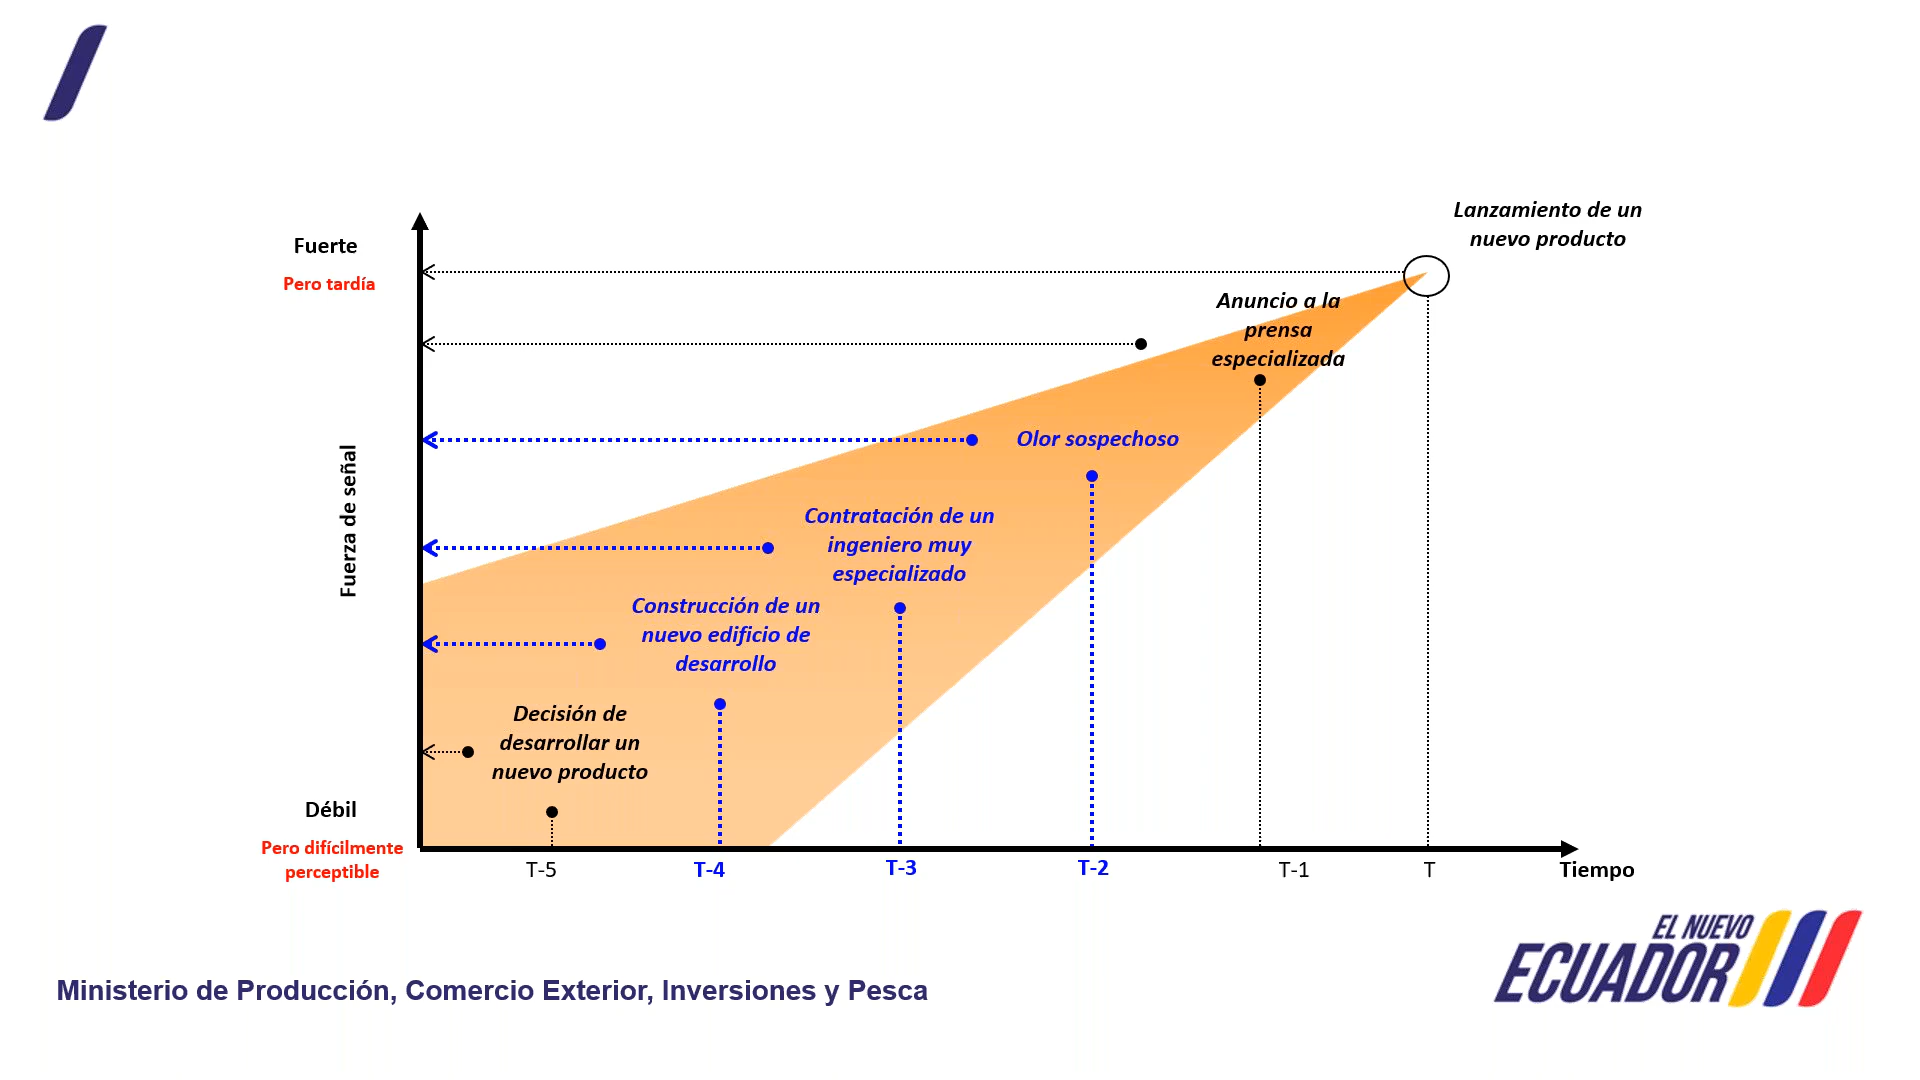 Lanzamiento de un
nuevo producto
Fuerte
Pero tardía
Anuncio a la
prensa
especializada
Olor sospechoso
Fuerza de señal
Contratación de un
ingeniero muy
especializado
Construcción de un
nuevo edificio de
desarrollo
Decisión de
desarrollar un
nuevo producto
Débil
Pero difícilmente
perceptible
T-5
T-4
T-3
T-2
T-1
T
Tiempo
EL NUEVO
ECUADOR
Ministerio de Producción, Comercio Exterior, Inversiones y Pesca